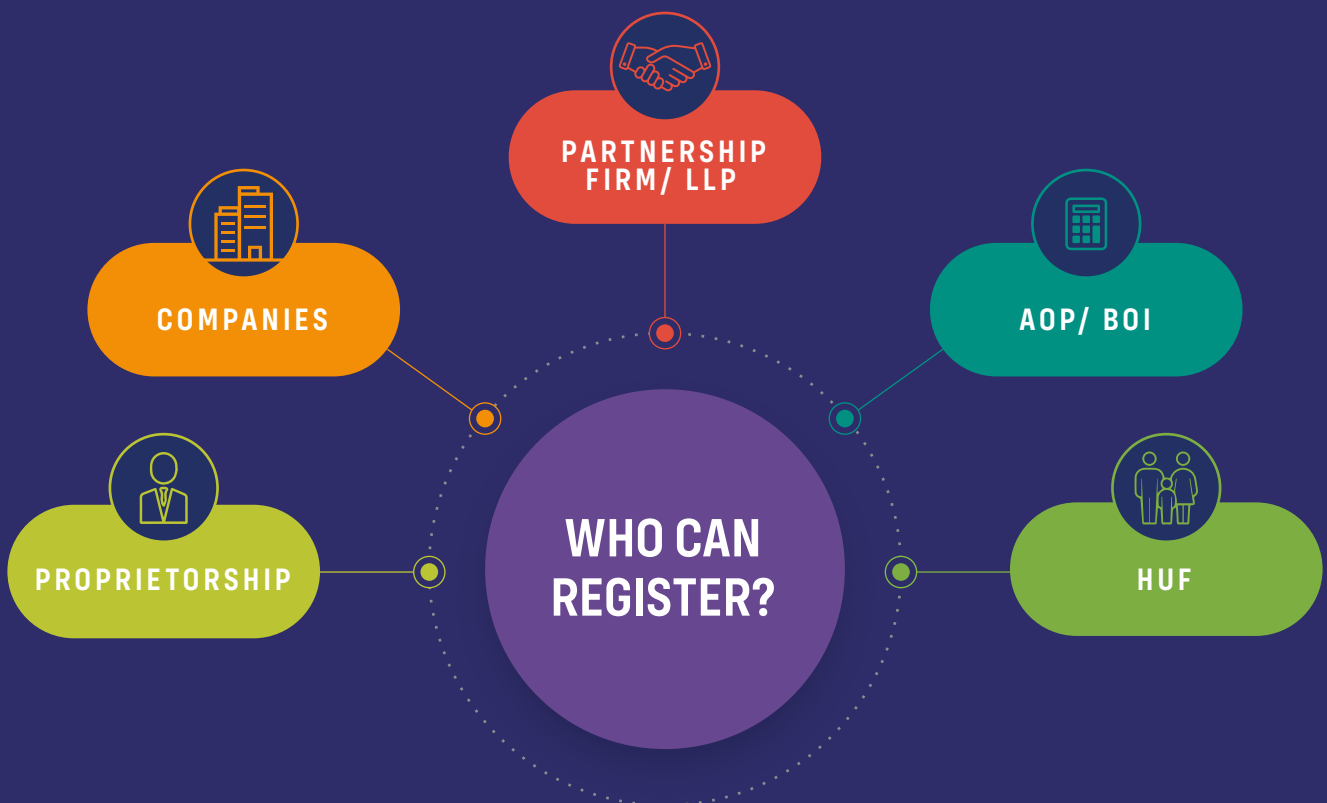 PARTNERSHIP
FIRM/ LLP
COMPANIES
AOP/ BOI
PROPRIETORSHIP
WHO CAN
REGISTER?
HUF